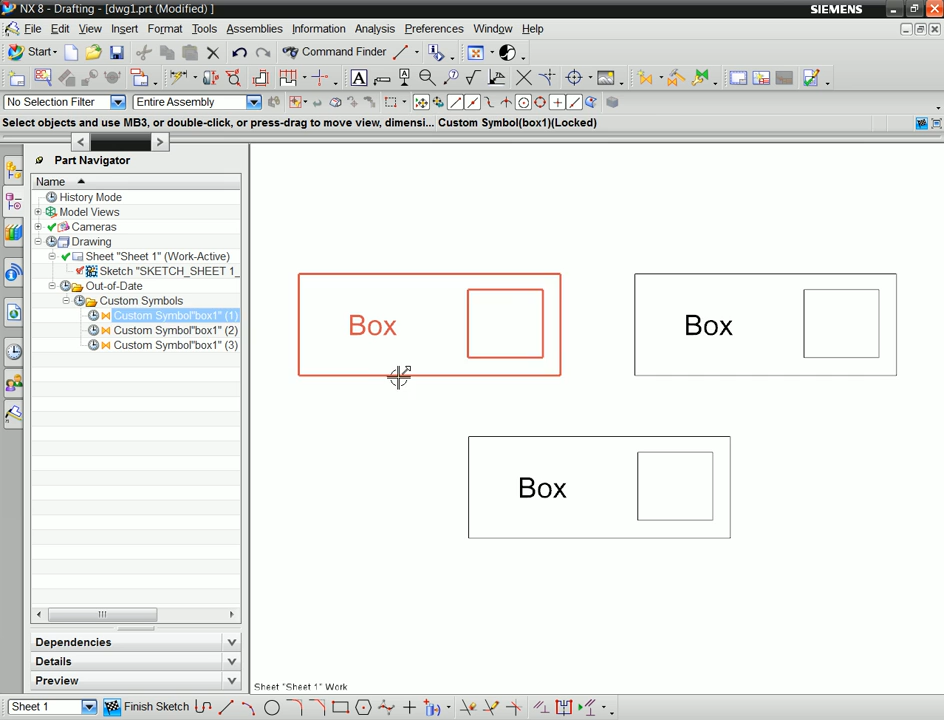 NX 8 - Drafting - [dwg1.prt (Modified) ]
SIEMENS
File Edit View Insert Format Tools Assemblies Information Analysis Preferences Window Help
Start Command Finder
No Selection Filter Entire Assembly
Select objects and use MB3, or double-click, or press-drag to move view, dimensi... Custom Symbol(box1)(Locked)
Part Navigator
Name
History Mode
Model Views
Cameras
Drawing
Sheet "Sheet 1" (Work-Active)
Sketch "SKETCH_SHEET 1_
Out-of-Date
Custom Symbols
Custom Symbol"box1" (1)
Custom Symbol"box1" (2)
Custom Symbol"box1" (3)
Box
Box
Box
Dependencies
Details
Preview
Sheet "Sheet 1" Work
Sheet 1 Finish Sketch